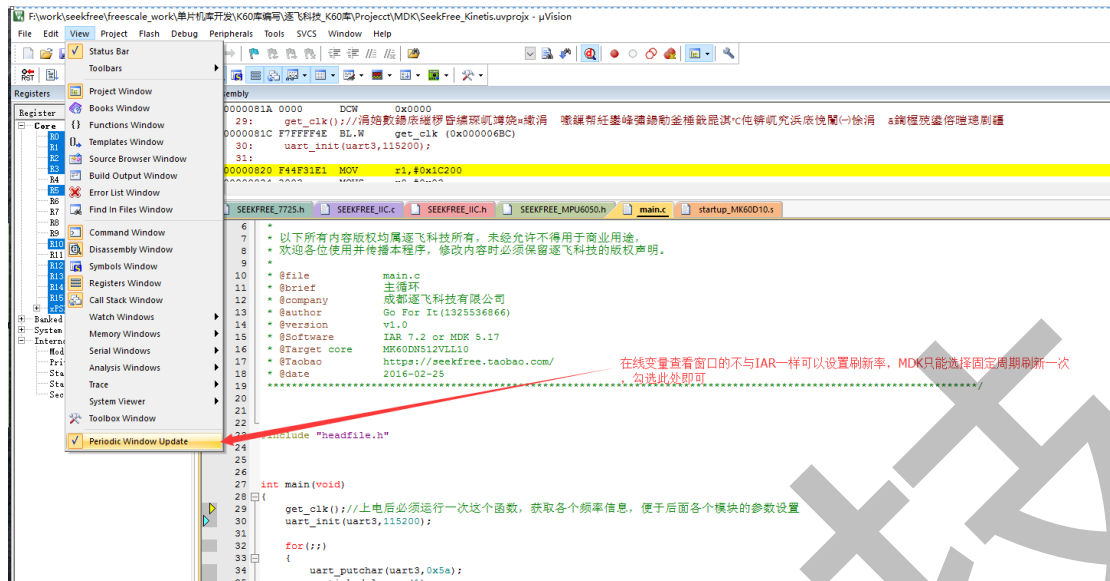 F:\work\seekfree\freescale_work\单片机库开发\K60库编写\逐飞科技_K60库\Projecct\MDK\SeekFree_Kinetis.uvprojx - µVision
File Edit View Project Flash Debug Peripherals Tools SVCS Window Help
Status Bar
Toolbars
Project Window
Books Window
Functions Window
Templates Window
Source Browser Window
Build Output Window
Error List Window
Find In Files Window
Command Window
Disassembly Window
Symbols Window
Registers Window
Call Stack Window
Watch Windows
Memory Windows
Serial Windows
Analysis Windows
Trace
System Viewer
Toolbox Window
Periodic Window Update
Registers
Register
Core
R0
R1
R2
R3
R4
R5
R6
R7
R8
R9
R10
R11
R12
R13
R14
R15
xPS
Banked
System
Interna
Mod
Pri
Sta
Sta
Sec
embly
0000081A 0000 DCW 0x0000
29: get_clk();//
0000081C F7FFFF4E BL.W get_clk (0x000006BC)
30: uart_init(uart3,115200);
31:
00000820 F44F31E1 MOV r1,#0x1C200
SEEKFREE_7725.h SEEKFREE_IIC.c SEEKFREE_IIC.h SEEKFREE_MPU6050.h main.c startup_MK60D10.s
6 *
7 * 以下所有内容版权均属逐飞科技所有,未经允许不得用于商业用途,
8 * 欢迎各位使用并传播本程序,修改内容时必须保留逐飞科技的版权声明。
9 *
10 * @file main.c
11 * @brief 主循环
12 * @company 成都逐飞科技有限公司
13 * @author Go For It(1325536866)
14 * @version v1.0
15 * @Software IAR 7.2 or MDK 5.17
16 * @Target core MK60DN512VLL10
17 * @Taobao https://seekfree.taobao.com/
18 * @date 2016-02-25
19 ***/
20
21
22
23 include "headfile.h"
24
25
26
27 int main(void)
28 {
29 get_clk();//上电后必须运行一次这个函数,获取各个频率信息,便于后面各个模块的参数设置
30 uart_init(uart3,115200);
31
32 for(;;)
33 {
34 uart_putchar(uart3,0x5a);
在线变量查看窗口的不与IAR一样可以设置刷新率,MDK只能选择固定周期刷新一次
,勾选此处即可